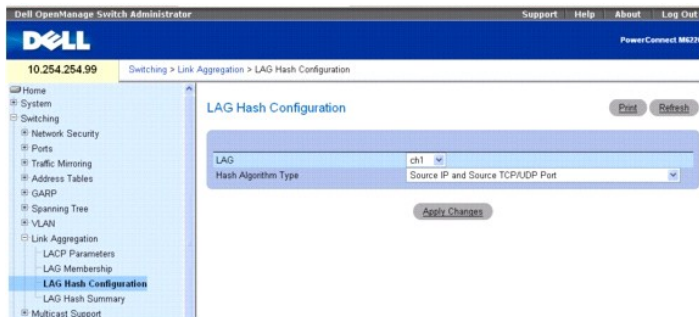 Dell OpenManage Switch Administrator
Support Help About Log Out
DELL
PowerConnect M6220
10.254.254.99
Switching > Link Aggregation > LAG Hash Configuration
Home
System
Switching
Network Security
Ports
Traffic Mirroring
Address Tables
GARP
Spanning Tree
VLAN
Link Aggregation
LACP Parameters
LAG Membership
LAG Hash Configuration
LAG Hash Summary
Multicast Support
LAG Hash Configuration
Print Refresh
LAG ch1
Hash Algorithm Type Source IP and Source TCP/UDP Port
Apply Changes